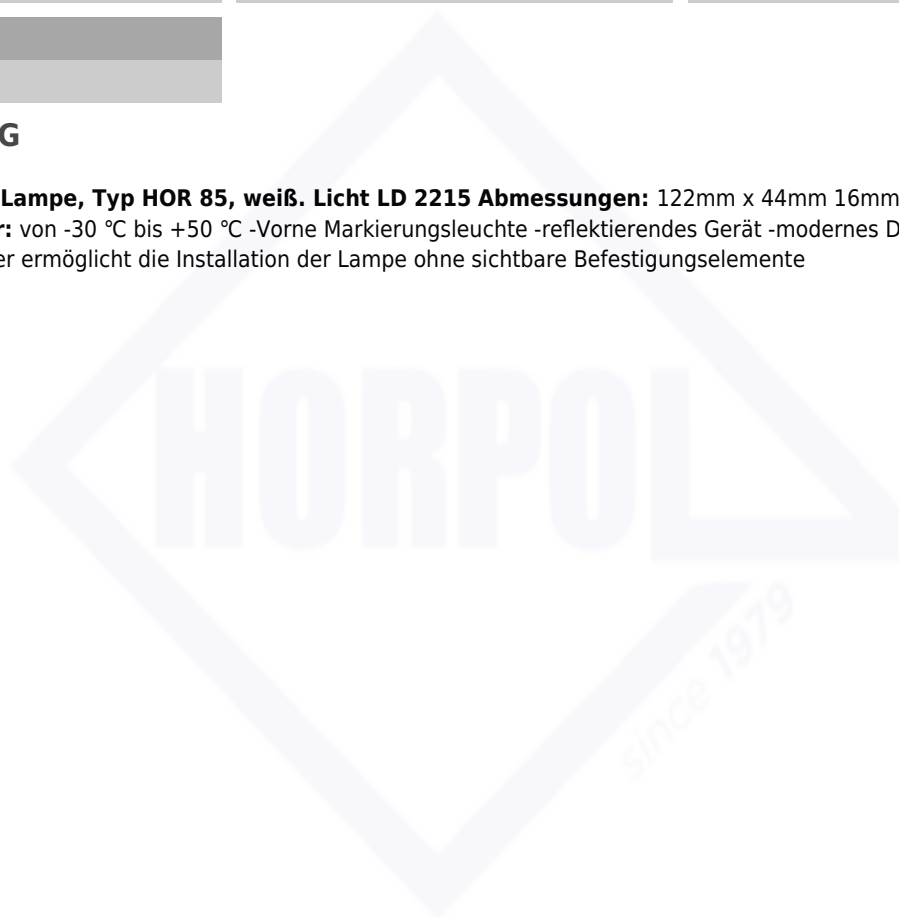 G
Lampe, Typ HOR 85, weiß. Licht LD 2215 Abmessungen: 122mm x 44mm 16mm
von -30 ℃ bis +50 ℃ -Vorne Markierungsleuchte -reflektierendes Gerät -modernes D
er ermöglicht die Installation der Lampe ohne sichtbare Befestigungselemente
HORPOL
since 1979